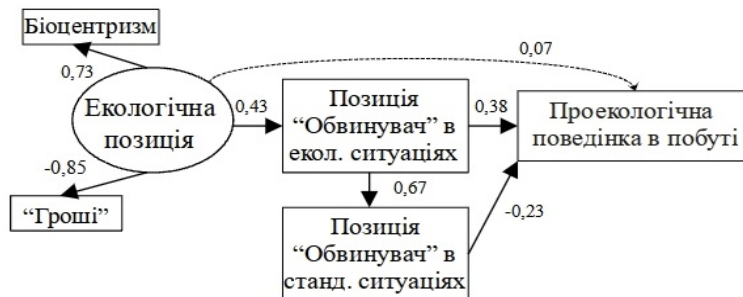 Біоцентризм
0,73
0,07
Екологічна
позиція
0,43
Позиція
“Обвинувач” в
екол. ситуаціях
0,38
Проекологічна
поведінка в побуті
-0,85
“Гроші”
0,67
-0,23
Позиція
“Обвинувач” в
станд. ситуаціях